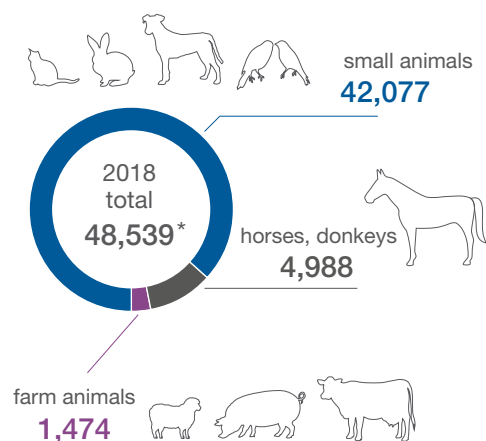 small animals
42,077
2018
total
48,539*
horses, donkeys
4,988
farm animals
1,474